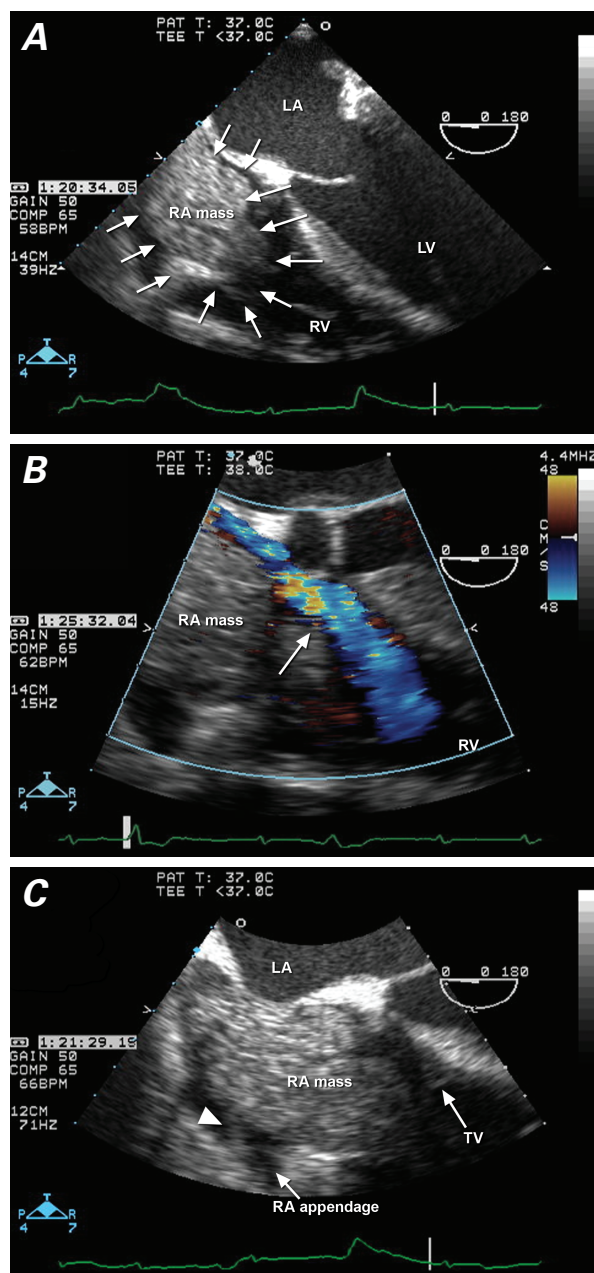 A
PAT T: 37.0C
TEE T <37.0C
0 0 180
LA
1:20:34.05
GAIN 50
COMP 65
58BPM
14CM
39HZ
RA mass
LV
RV
T
P R
4 7
B
PAT T: 37.0C
TEE T: 38.0C
4.4MHZ
48
CM/S
48
0 0 180
1:25:32.04
GAIN 50
COMP 65
62BPM
14CM
15HZ
RA mass
RV
T
P R
4 7
C
PAT T: 37.0C
TEE T <37.0C
0 0 180
LA
1:21:29.19
GAIN 50
COMP 65
66BPM
12CM
71HZ
RA mass
TV
RA appendage
T
P R
4 7